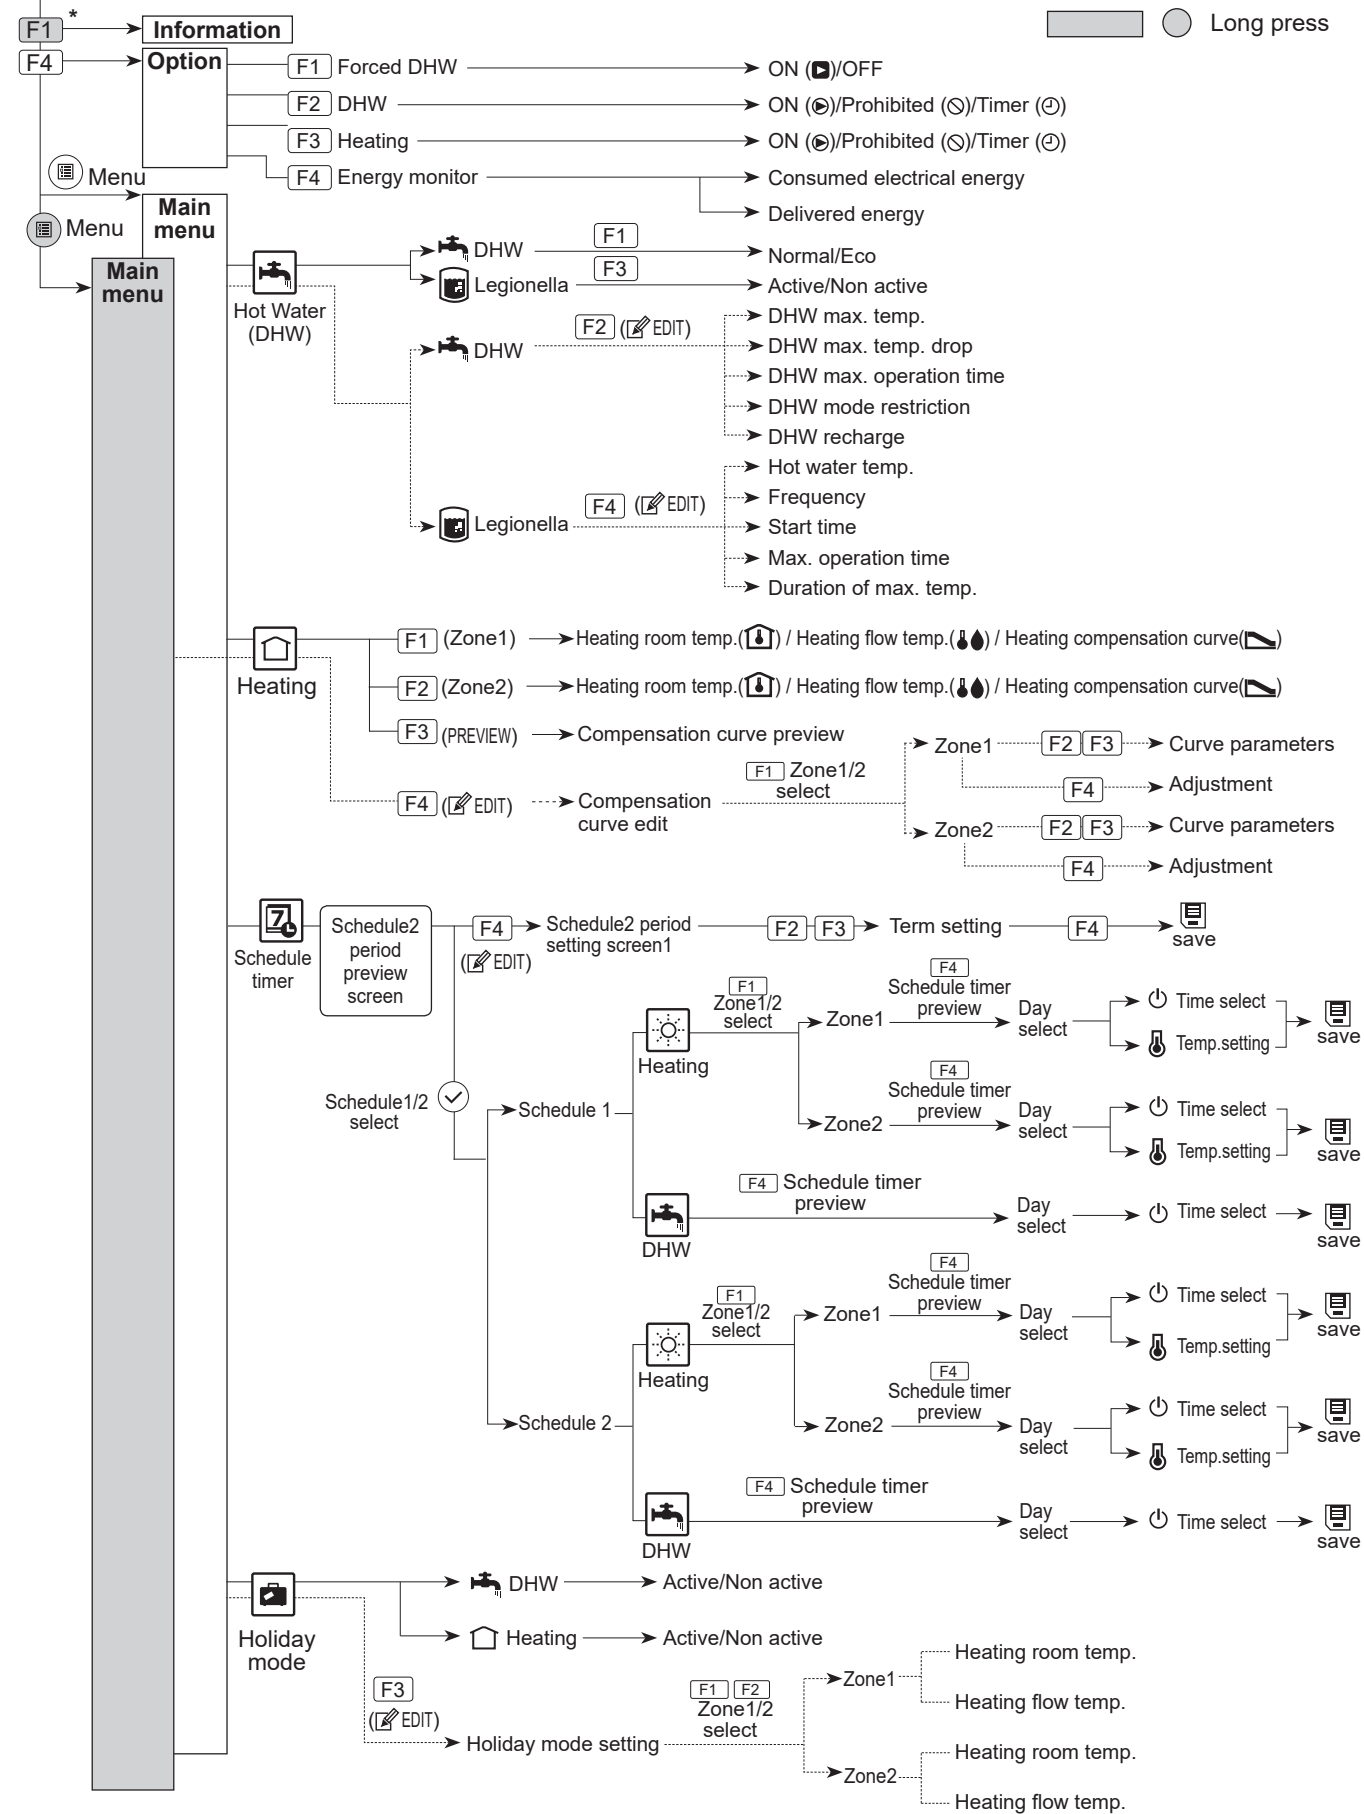 F1 * Information
Long press
F4 Option
F1 Forced DHW ON (▶)/OFF
F2 DHW ON (▶)/Prohibited (⃠)/Timer (🕘)
F3 Heating ON (▶)/Prohibited (⃠)/Timer (🕘)
F4 Energy monitor Consumed electrical energy
Delivered energy
Menu
Main
menu
Menu
Main
menu
Hot Water
(DHW)
DHW F1 Normal/Eco
Legionella F3 Active/Non active
DHW F2 (EDIT)
DHW max. temp.
DHW max. temp. drop
DHW max. operation time
DHW mode restriction
DHW recharge
Legionella F4 (EDIT)
Hot water temp.
Frequency
Start time
Max. operation time
Duration of max. temp.
Heating
F1 (Zone1) Heating room temp.() / Heating flow temp.() / Heating compensation curve()
F2 (Zone2) Heating room temp.() / Heating flow temp.() / Heating compensation curve()
F3 (PREVIEW) Compensation curve preview
F4 (EDIT) Compensation
curve edit
F1 Zone1/2
select
Zone1 F2 F3 Curve parameters
F4 Adjustment
Zone2 F2 F3 Curve parameters
F4 Adjustment
7
Schedule
timer
Schedule2
period
preview
screen
F4
(EDIT)
Schedule2 period
setting screen1
F2 F3 Term setting F4 save
Schedule1/2
select
Schedule 1
Heating
F1
Zone1/2
select
Zone1
F4
Schedule timer
preview
Day
select
Time select
Temp.setting
save
Zone2
F4
Schedule timer
preview
Day
select
Time select
Temp.setting
save
DHW
F4 Schedule timer
preview
Day
select
Time select
save
Schedule 2
Heating
F1
Zone1/2
select
Zone1
F4
Schedule timer
preview
Day
select
Time select
Temp.setting
save
Zone2
F4
Schedule timer
preview
Day
select
Time select
Temp.setting
save
DHW
F4 Schedule timer
preview
Day
select
Time select
save
Holiday
mode
DHW Active/Non active
Heating Active/Non active
F3
(EDIT)
Holiday mode setting
F1 F2
Zone1/2
select
Zone1
Heating room temp.
Heating flow temp.
Zone2
Heating room temp.
Heating flow temp.